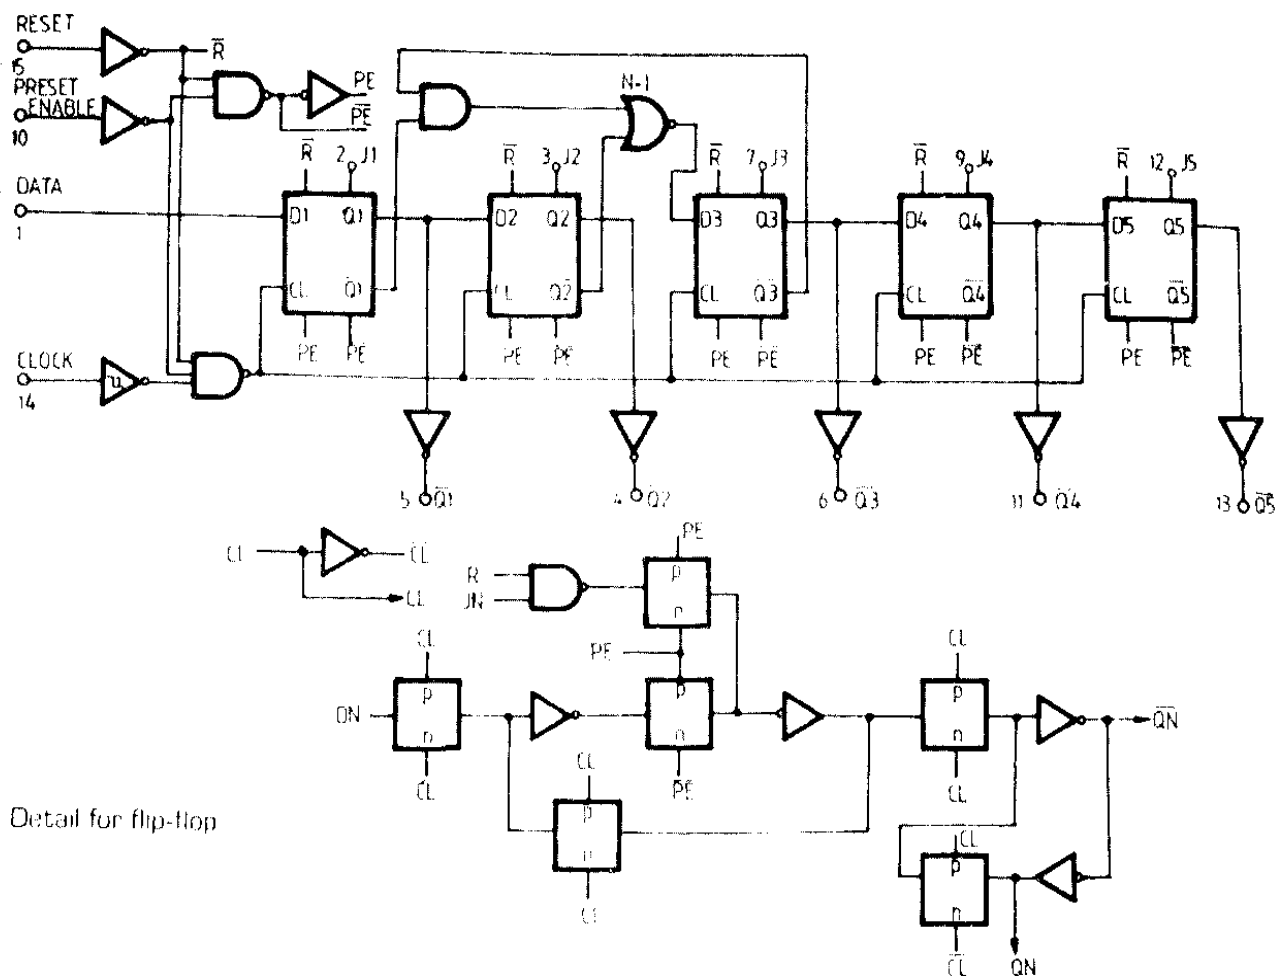 RESET
15
R̅
PRESET
ENABLE
10
PE
P̅E̅
N-1
DATA
1
R̅ 2 J1
D1 Q1
CL Q̅1̅
PE P̅E̅
R̅ 3 J2
D2 Q2
CL Q̅2̅
PE P̅E̅
R̅ 7 J3
D3 Q3
CL Q̅3̅
PE P̅E̅
R̅ 9 J4
D4 Q4
CL Q̅4̅
PE P̅E̅
R̅ 12 J5
D5 Q5
CL Q̅5̅
PE P̅E̅
CLOCK
14
5 Q̅1̅
4 Q̅2̅
6 Q̅3̅
11 Q̅4̅
13 Q̅5̅
CL C̅L̅
CL
R
JN
PE
p
n
PE
CL
DN
p
n
C̅L̅
p
n
P̅E̅
CL
p
n
CL
p
n
CL
Q̅N̅
CL
p
n
C̅L̅
QN
Detail for flip-flop